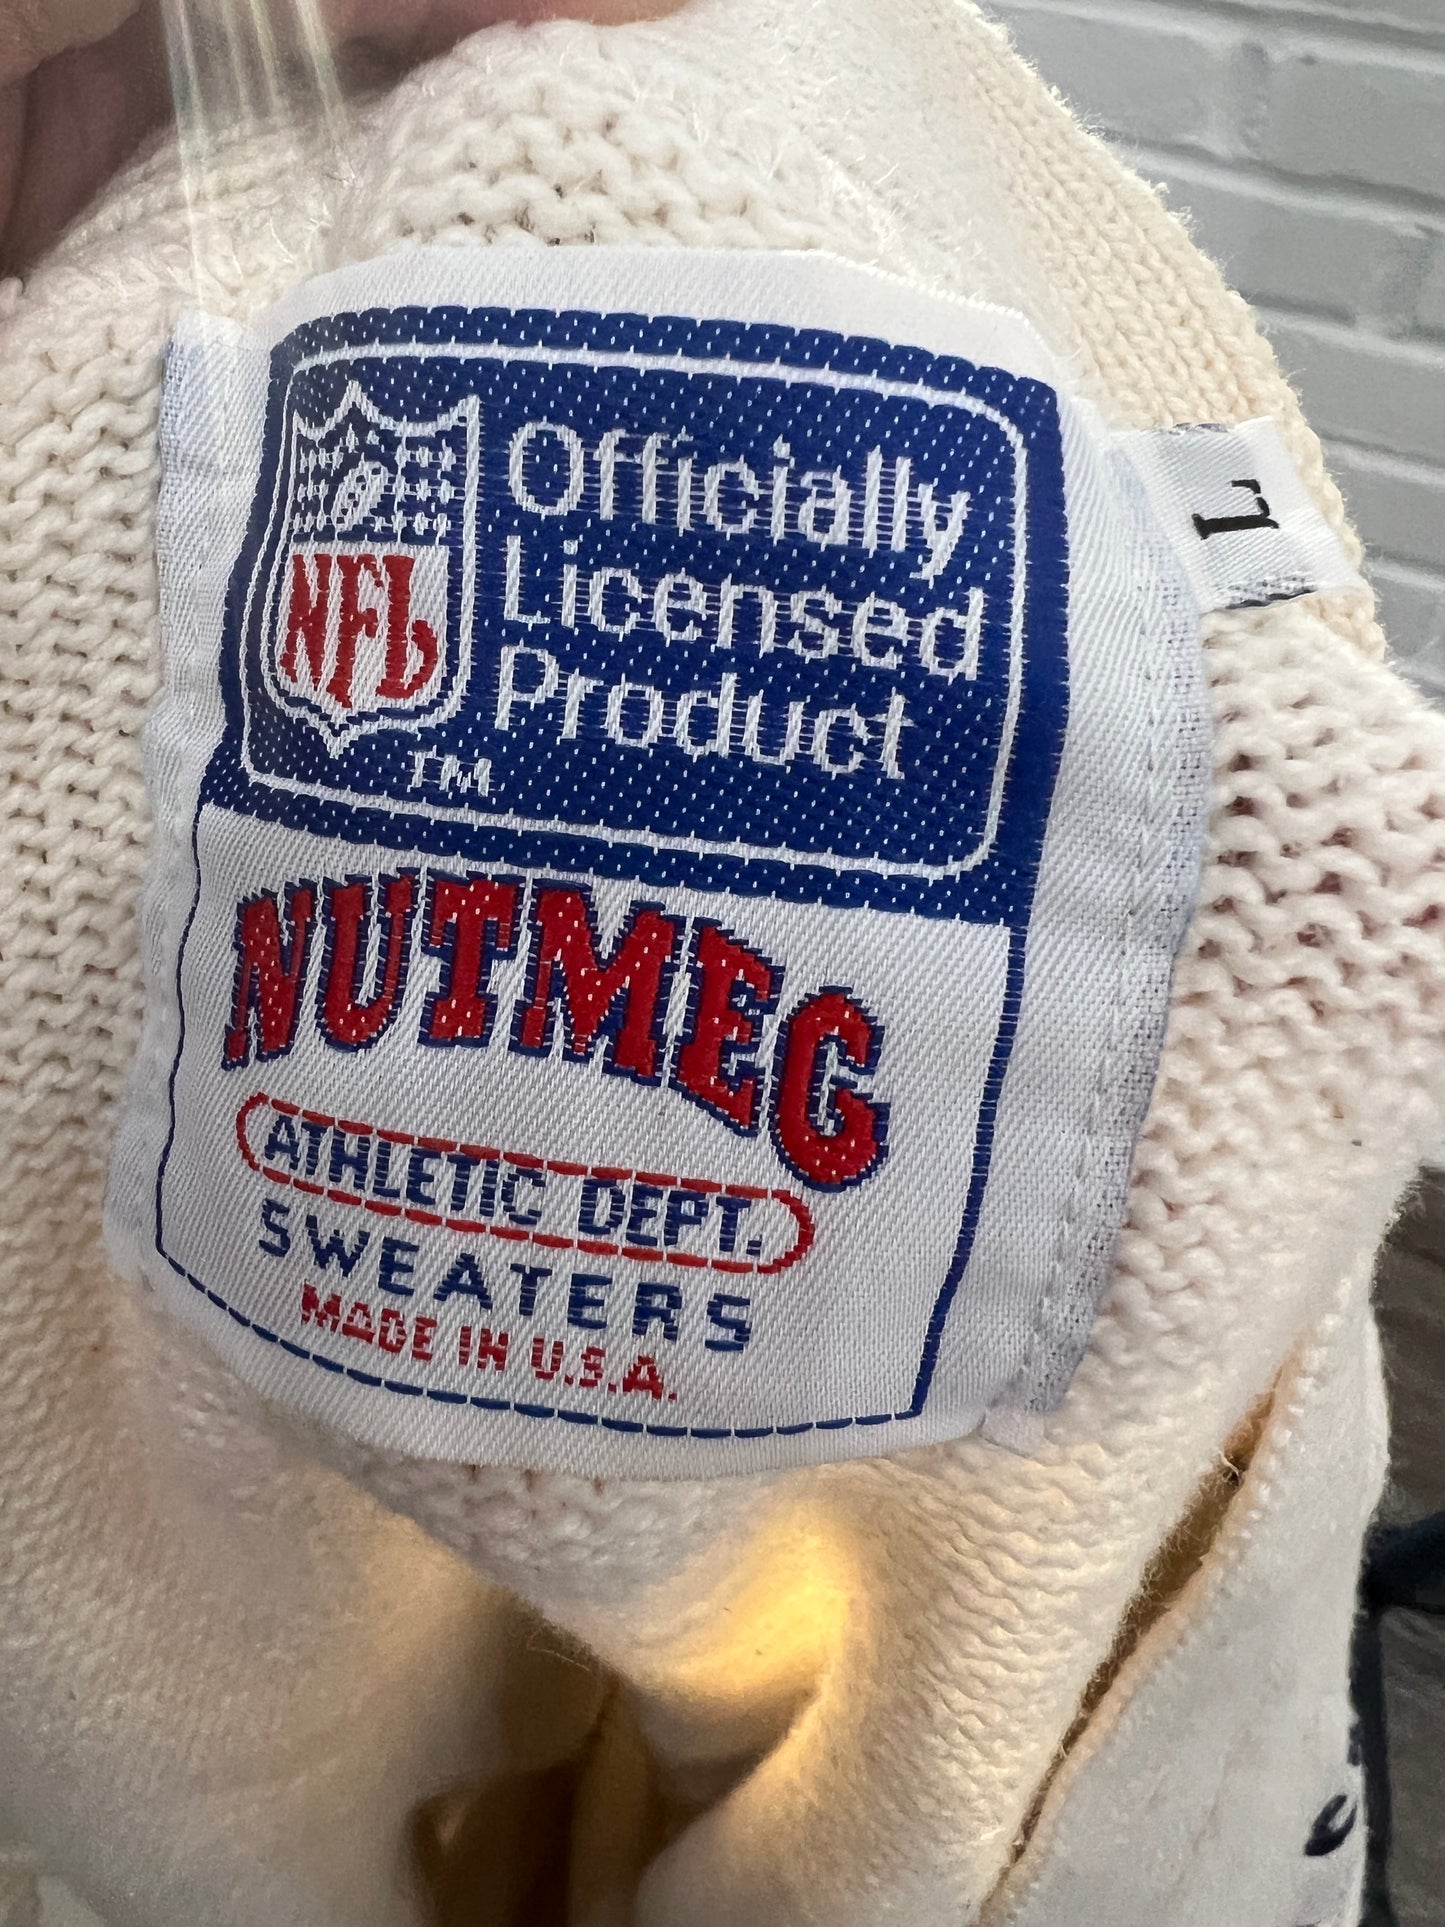 Officially
Licensed
Product
NFL
TM
L
NUTMEG
ATHLETIC DEPT.
SWEATERS
MADE IN U.S.A.